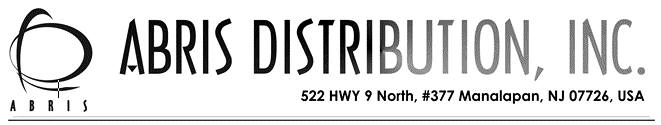 ABRIS DISTRIBUTION, INC.
522 HWY 9 North, #377 Manalapan, NJ 07726, USA
ABRIS